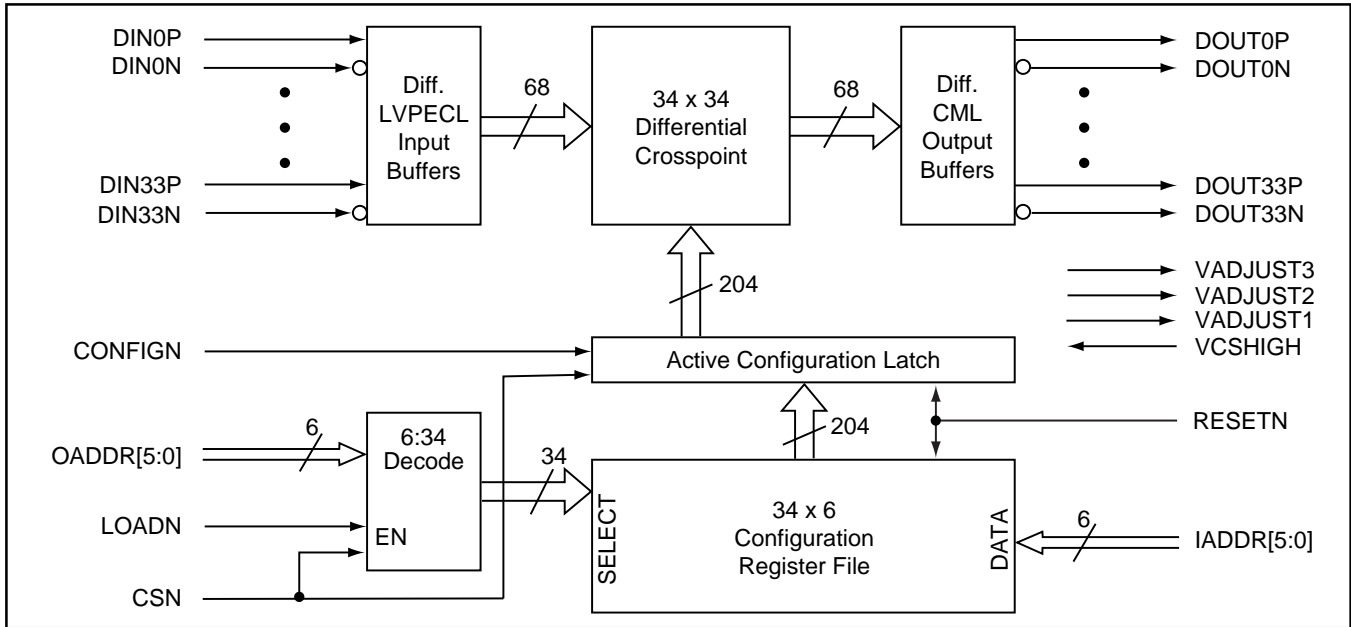 DIN0P
DIN0N
DIN33P
DIN33N
Diff.
LVPECL
Input
Buffers
68
34 x 34
Differential
Crosspoint
68
Diff.
CML
Output
Buffers
DOUT0P
DOUT0N
DOUT33P
DOUT33N
204
VADJUST3
VADJUST2
VADJUST1
VCSHIGH
CONFIGN
Active Configuration Latch
204
RESETN
OADDR[5:0]
6
6:34
Decode
EN
34
LOADN
CSN
SELECT
34 x 6
Configuration
Register File
DATA
6
IADDR[5:0]